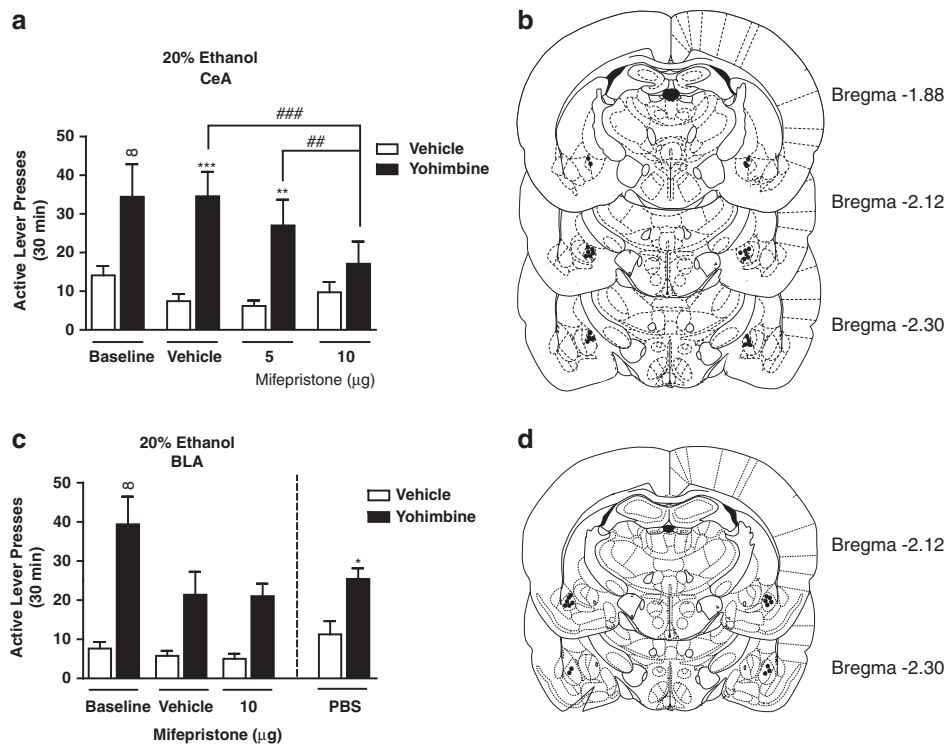 a
20% Ethanol
CeA
###
##
Vehicle
Yohimbine
∞
***
**
Active Lever Presses
(30 min)
50
40
30
20
10
0
Baseline
Vehicle
5
10
Mifepristone (μg)
b
Bregma -1.88
Bregma -2.12
Bregma -2.30
c
20% Ethanol
BLA
∞
*
Vehicle
Yohimbine
Active Lever Presses
(30 min)
50
40
30
20
10
0
Baseline
Vehicle
10
PBS
Mifepristone (μg)
d
Bregma -2.12
Bregma -2.30